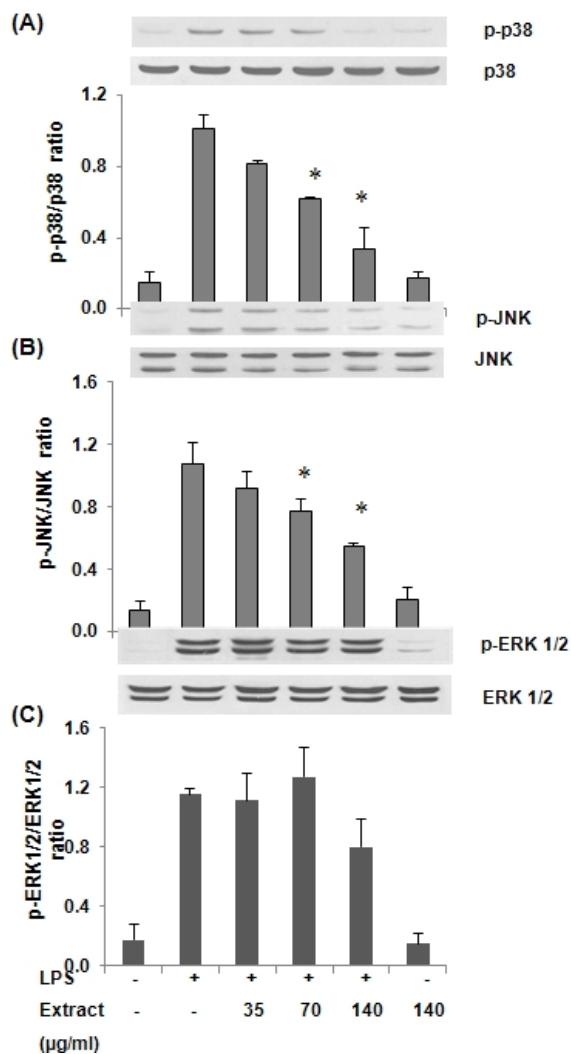 (A)
p-p38
p38
1.2
0.8
0.4
0.0
p-p38/p38 ratio
* *
p-JNK
(B)
JNK
1.6
1.2
0.8
0.4
0.0
p-JNK/JNK ratio
* *
p-ERK 1/2
ERK 1/2
(C)
1.6
1.2
0.8
0.4
0.0
p-ERK1/2/ERK1/2
ratio
LPS - + + + + -
Extract - - 35 70 140 140
(µg/ml)